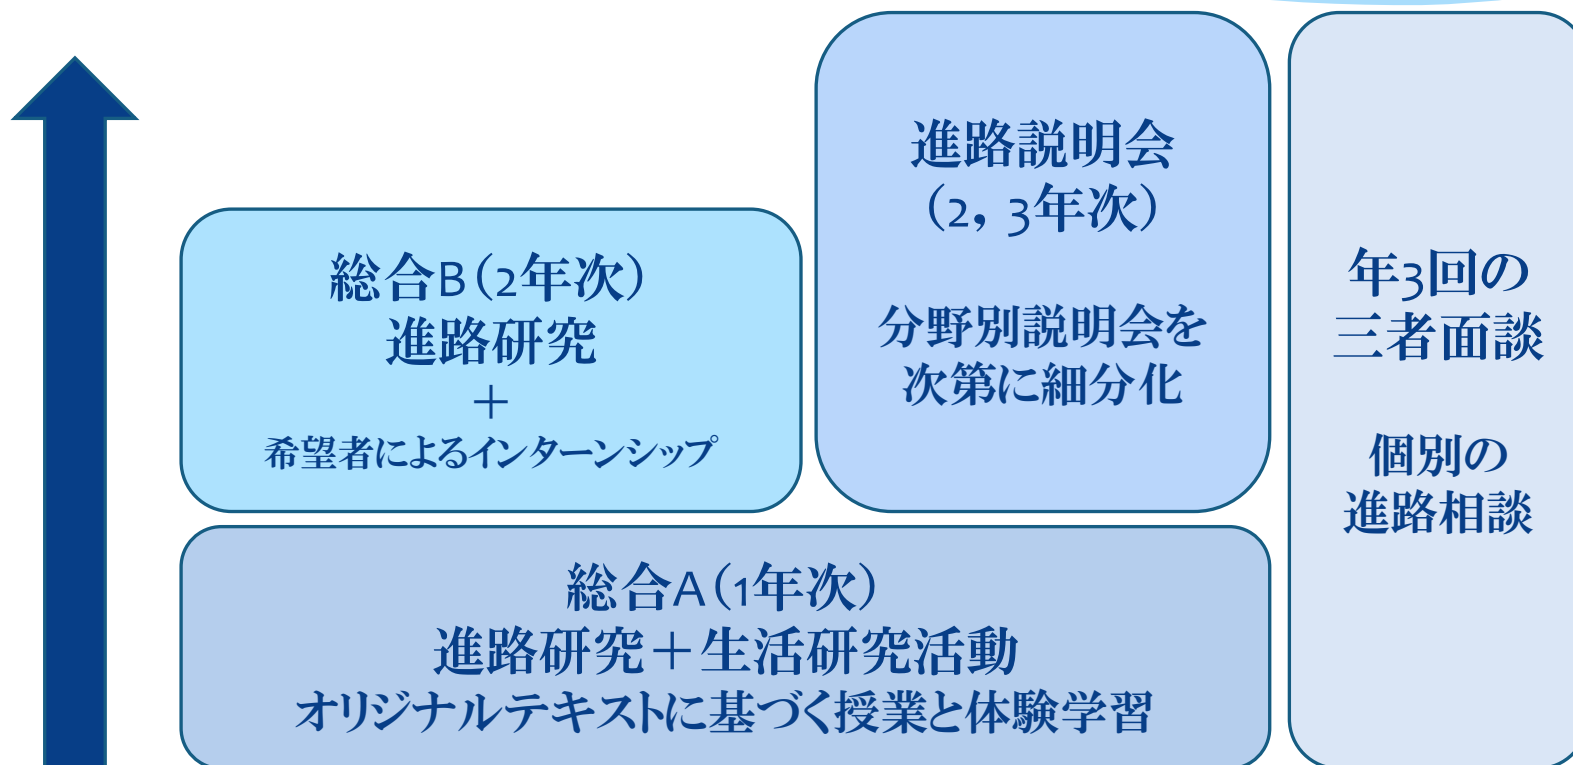 進路説明会
（2，3年次）
分野別説明会を
次第に細分化
総合B（2年次）
進路研究
＋
希望者によるインターンシップ
年3回の
三者面談
個別の
進路相談
総合A（1年次）
進路研究＋生活研究活動
オリジナルテキストに基づく授業と体験学習